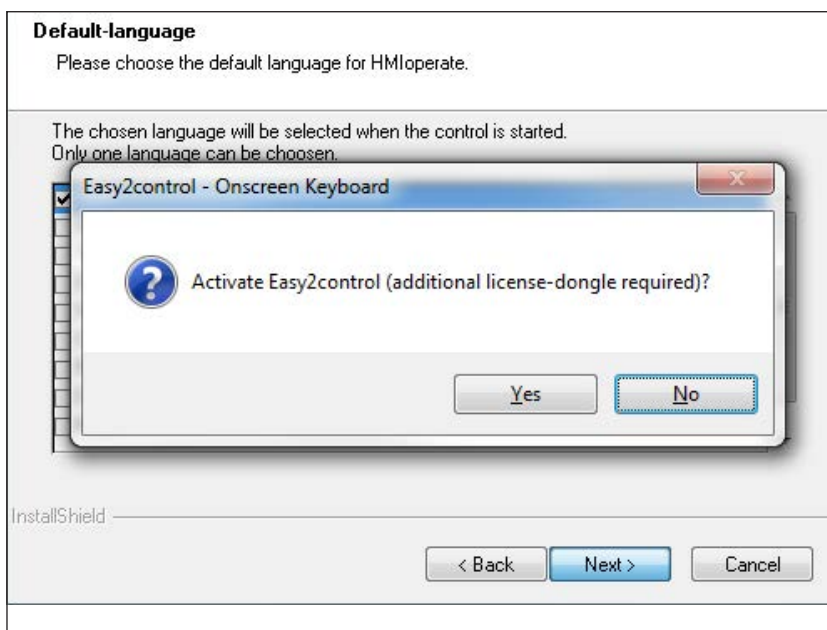 Default-language
Please choose the default language for HMIoperate.
The chosen language will be selected when the control is started.
Only one language can be choosen.
Easy2control - Onscreen Keyboard
Activate Easy2control (additional license-dongle required)?
Yes
No
InstallShield
< Back
Next >
Cancel